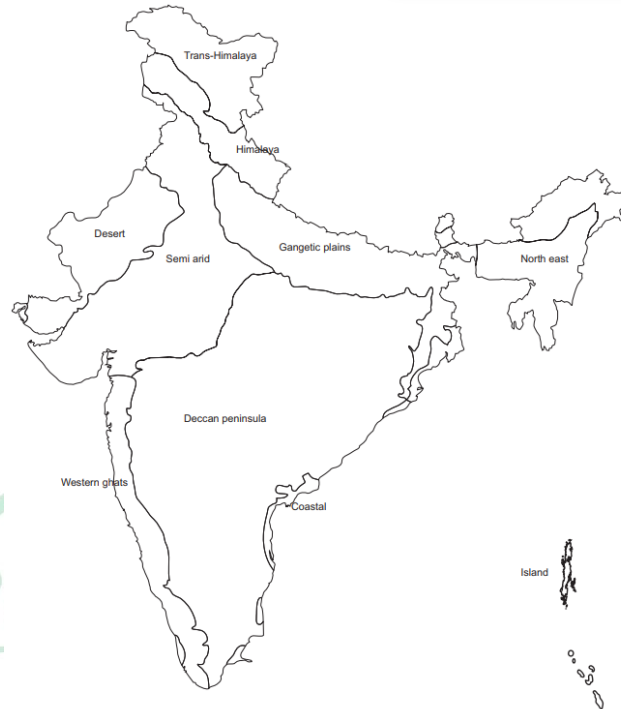 Trans-Himalaya
Himalaya
Desert
Semi arid
Gangetic plains
North east
Deccan peninsula
Western ghats
Coastal
Island